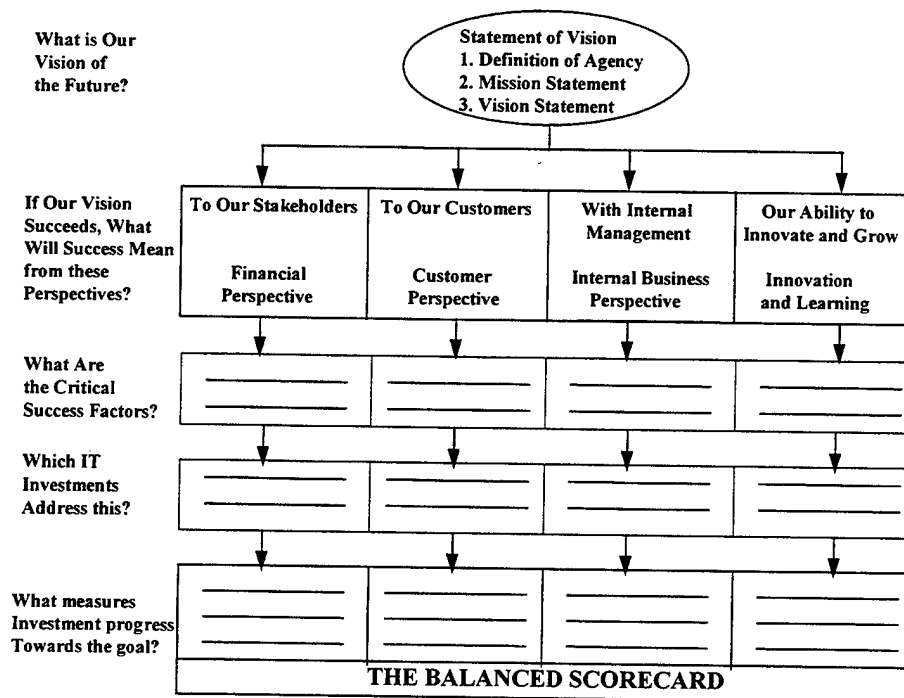 What is Our
Vision of
the Future?
Statement of Vision
1. Definition of Agency
2. Mission Statement
3. Vision Statement
If Our Vision
Succeeds, What
Will Success Mean
from these
Perspectives?
To Our Stakeholders
Financial
Perspective
To Our Customers
Customer
Perspective
With Internal
Management
Internal Business
Perspective
Our Ability to
Innovate and Grow
Innovation
and Learning
What Are
the Critical
Success Factors?
Which IT
Investments
Address this?
What measures
Investment progress
Towards the goal?
THE BALANCED SCORECARD